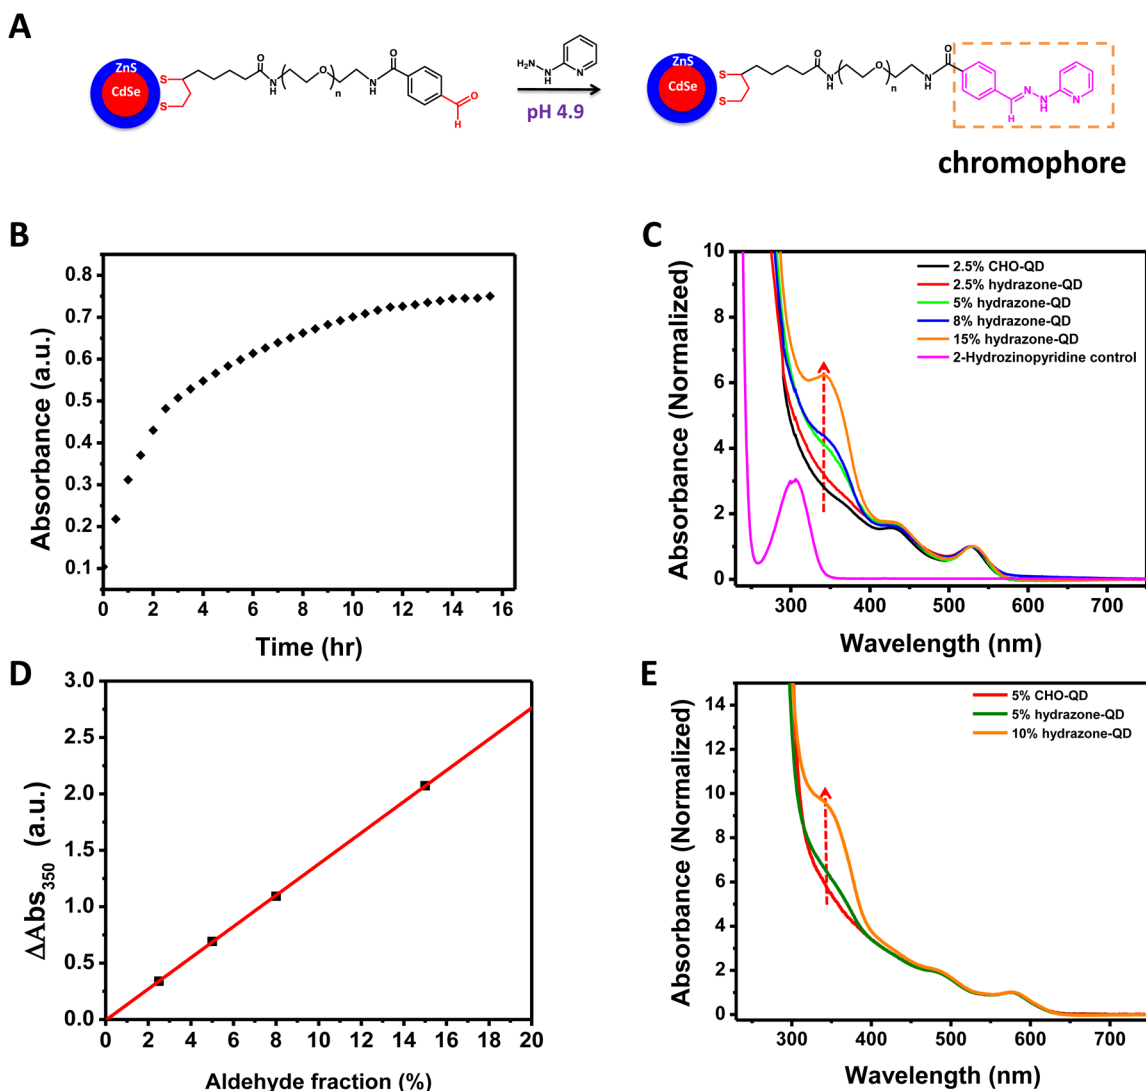 A
ZnS
CdSe
S
S
O
NH
O
n
NH
O
O
H
H₂N
NH
N
pH 4.9
ZnS
CdSe
S
S
O
NH
O
n
NH
O
N
NH
N
H
chromophore
B
Absorbance (a.u.)
0.8
0.7
0.6
0.5
0.4
0.3
0.2
0.1
0 2 4 6 8 10 12 14 16
Time (hr)
C
Absorbance (Normalized)
10
8
6
4
2
0
2.5% CHO-QD
2.5% hydrazone-QD
5% hydrazone-QD
8% hydrazone-QD
15% hydrazone-QD
2-Hydrozinopyridine control
300 400 500 600 700
Wavelength (nm)
D
ΔAbs₃₅₀ (a.u.)
3.0
2.5
2.0
1.5
1.0
0.5
0.0
0 2 4 6 8 10 12 14 16 18 20
Aldehyde fraction (%)
E
Absorbance (Normalized)
14
12
10
8
6
4
2
0
5% CHO-QD
5% hydrazone-QD
10% hydrazone-QD
300 400 500 600 700
Wavelength (nm)